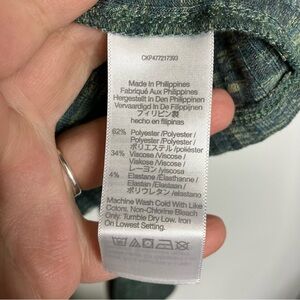 CKP477217393
Made In Philippines
Fabriqué Aux Philippines
Hergestellt In Den Philippinen
Vervaardigd In De Filippijnen
フィリピン製
hecho en filipinas
62% Polyester/Polyester/
Polyester/Polyester/
ポリエステル/poliéster
34% Viscose/Viscose/
Viskose/Viscose/
レーヨン/viscosa
4% Elastane/Élasthanne/
Elastan/Elastaan/
ポリウレタン/elastano
Machine Wash Cold With Like
Colors. Non-Chlorine Bleach
Only. Tumble Dry Low. Iron
On Lowest Setting.